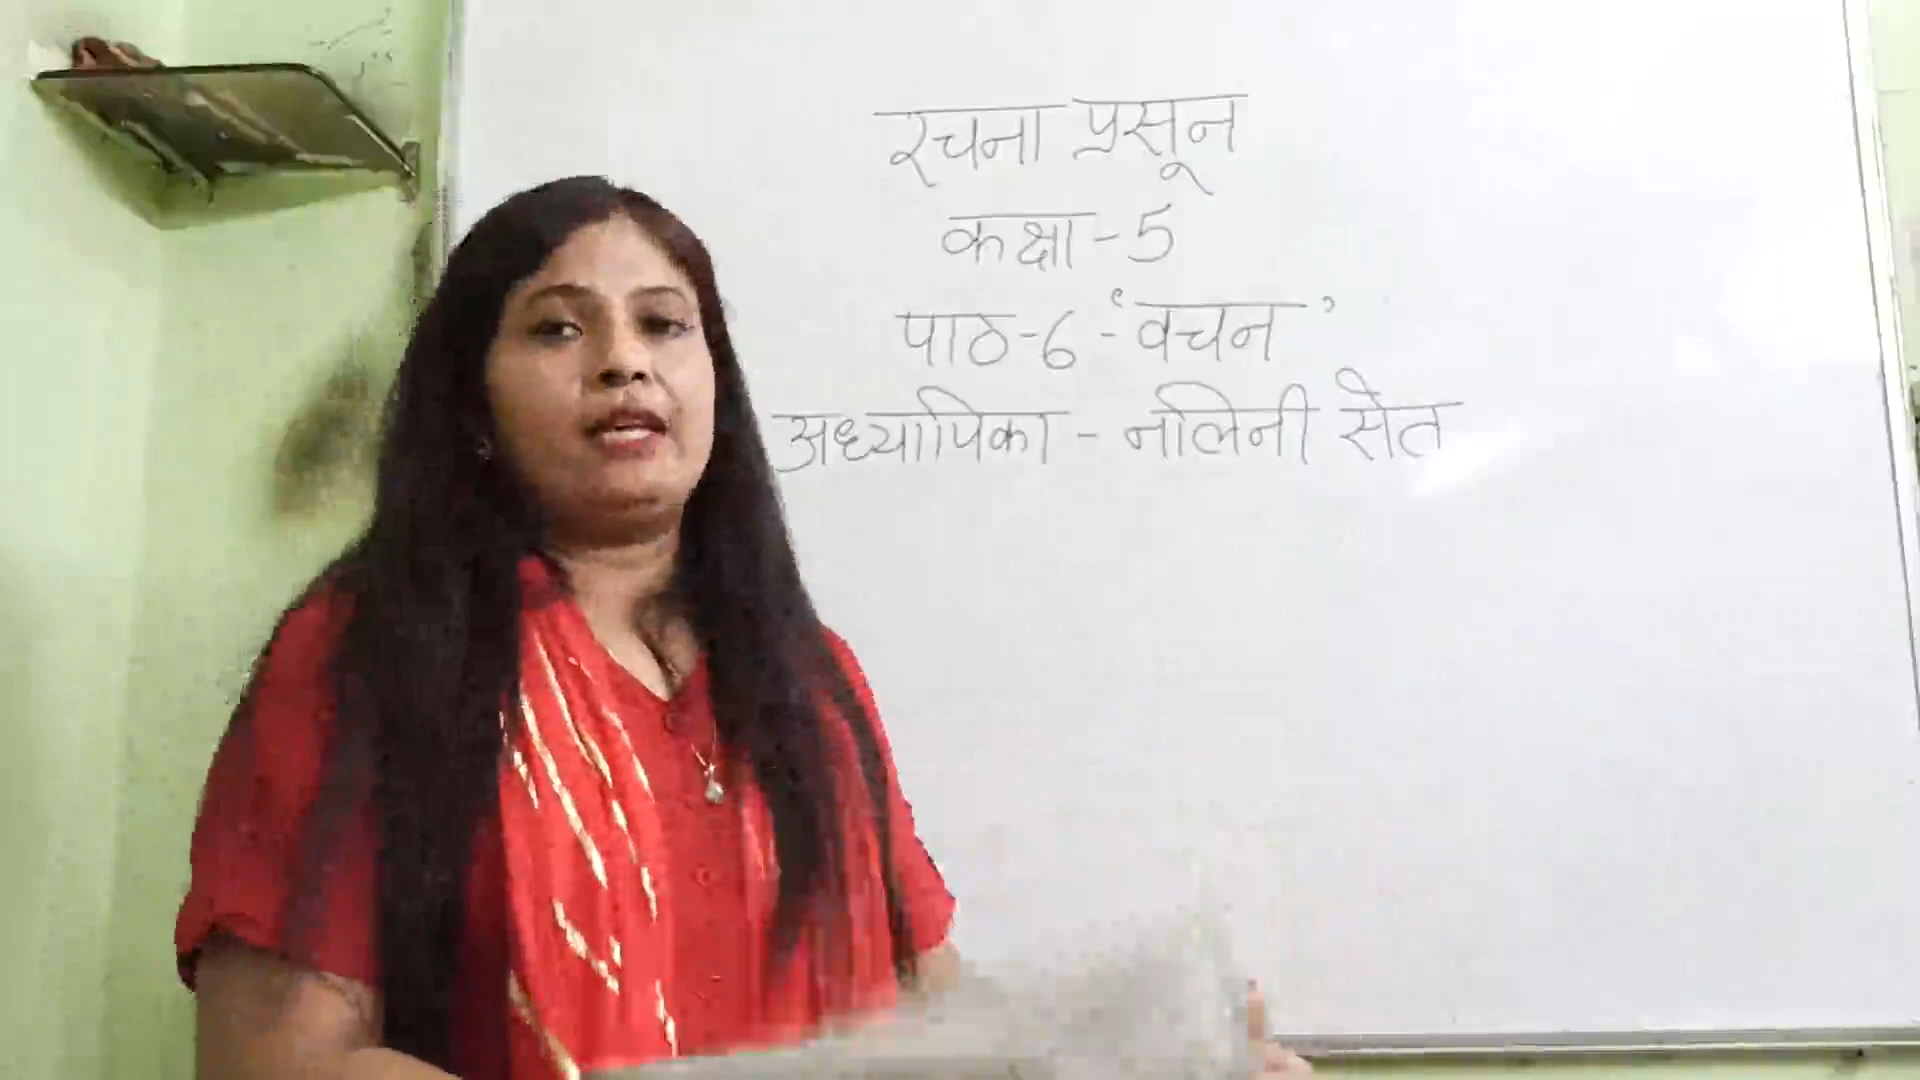 रचना प्रसून
कक्षा-5
पाठ-6-'वचन'
अध्यापिका - नलिनी सेत